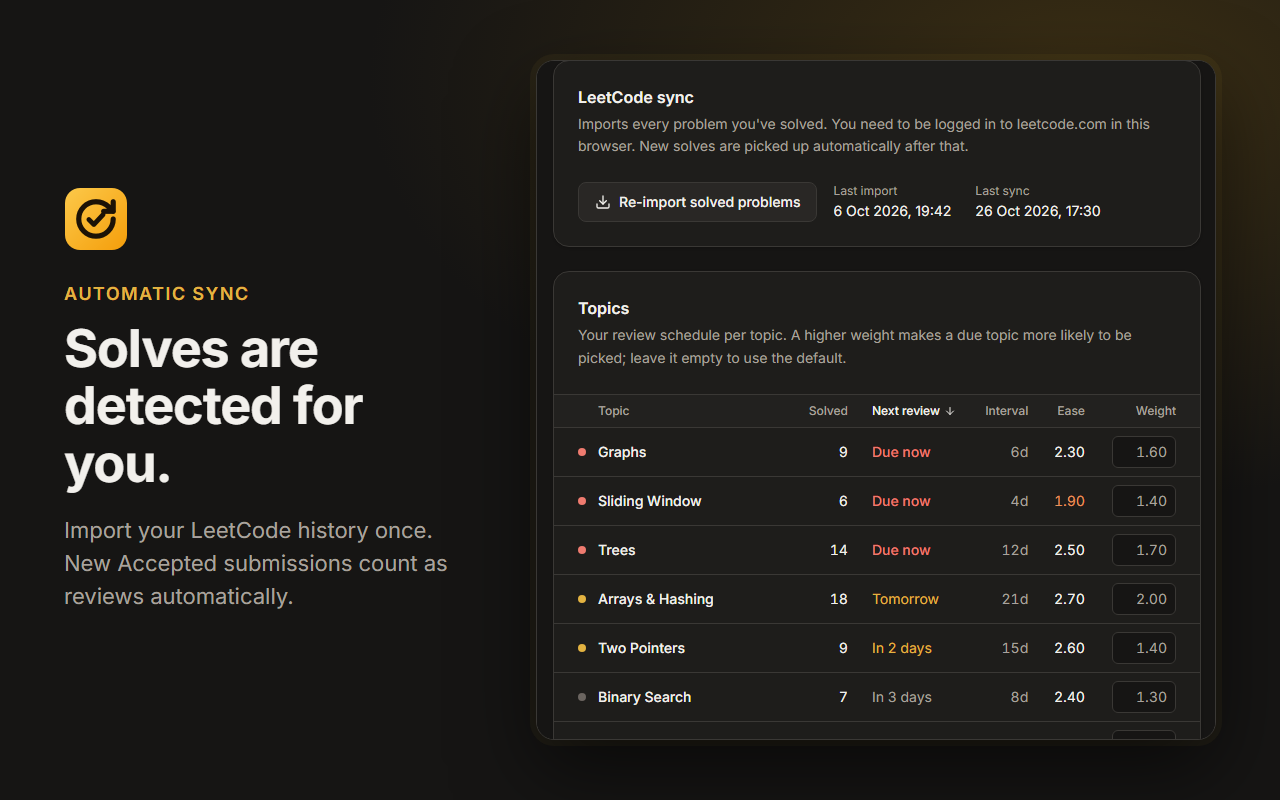 AUTOMATIC SYNC
Solves are
detected for
you.
Import your LeetCode history once.
New Accepted submissions count as
reviews automatically.
LeetCode sync
Imports every problem you've solved. You need to be logged in to leetcode.com in this
browser. New solves are picked up automatically after that.
Re-import solved problems
Last import
6 Oct 2026, 19:42
Last sync
26 Oct 2026, 17:30
Topics
Your review schedule per topic. A higher weight makes a due topic more likely to be
picked; leave it empty to use the default.
Topic Solved Next review ↓ Interval Ease Weight
Graphs 9 Due now 6d 2.30 1.60
Sliding Window 6 Due now 4d 1.90 1.40
Trees 14 Due now 12d 2.50 1.70
Arrays & Hashing 18 Tomorrow 21d 2.70 2.00
Two Pointers 9 In 2 days 15d 2.60 1.40
Binary Search 7 In 3 days 8d 2.40 1.30